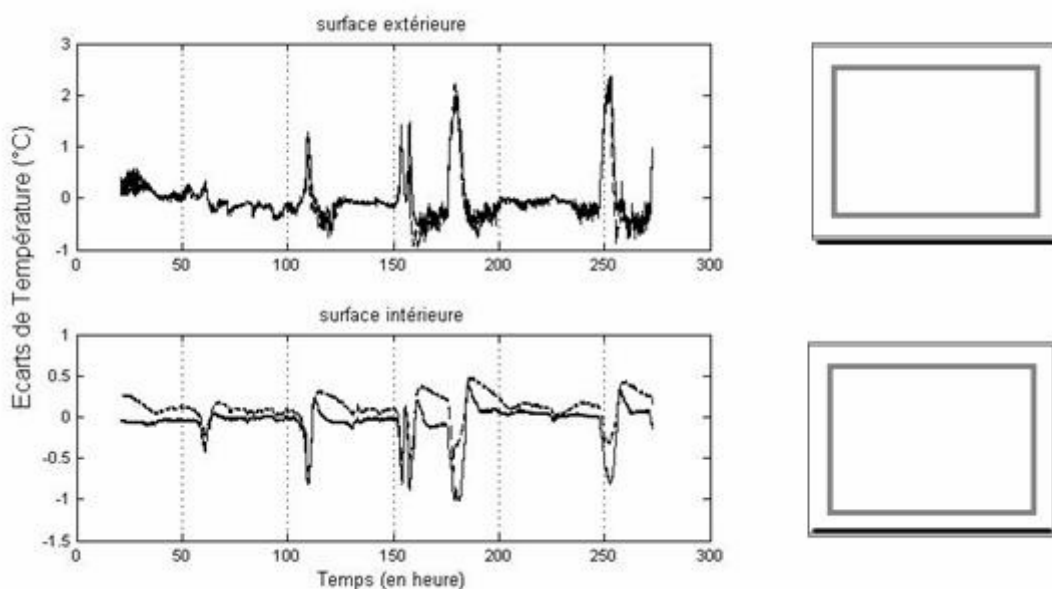 surface extérieure
3
2
1
0
-1
0 50 100 150 200 250 300
Ecarts de Température (°C)
surface intérieure
1
0.5
0
-0.5
-1
-1.5
0 50 100 150 200 250 300
Temps (en heure)